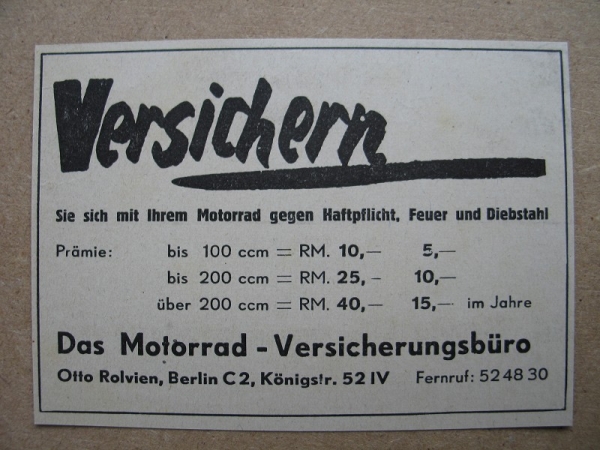 Versichern
Sie sich mit Ihrem Motorrad gegen Haftpflicht, Feuer und Diebstahl
Prämie: bis 100 ccm = RM. 10,— 5,—
bis 200 ccm = RM. 25, - 10,—
über 200 ccm = RM. 40,— 15,— im Jahre
Das Motorrad - Versicherungsbüro
Otto Rolvien, Berlin C 2, Königstr. 52 IV Fernruf: 52 48 30